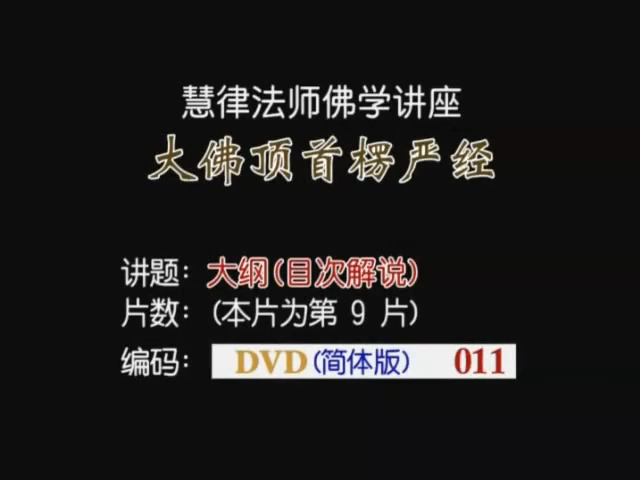 慧律法师佛学讲座
大佛顶首楞严经
讲题：大纲(目次解说)
片数：(本片为第 9 片)
编码：DVD(简体版) 011